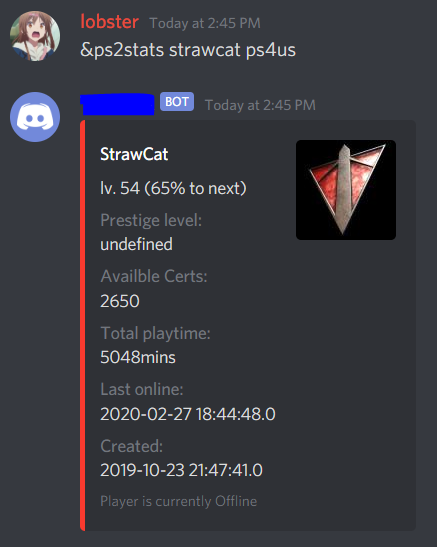 lobster Today at 2:45 PM
&ps2stats strawcat ps4us
BOT Today at 2:45 PM
StrawCat
lv. 54 (65% to next)
Prestige level:
undefined
Availble Certs:
2650
Total playtime:
5048mins
Last online:
2020-02-27 18:44:48.0
Created:
2019-10-23 21:47:41.0
Player is currently Offline